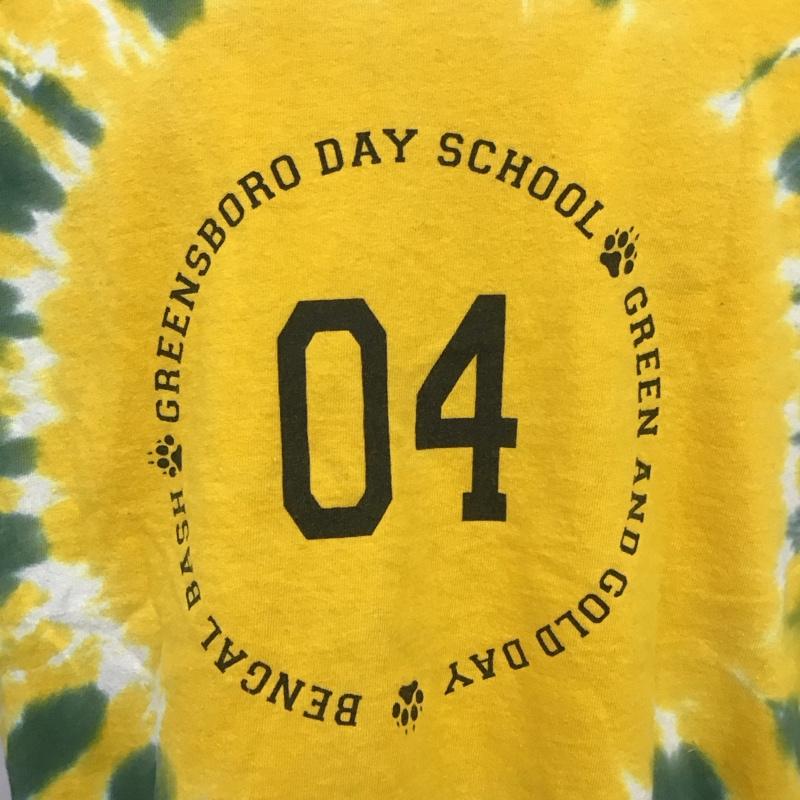 GREENSBORO DAY SCHOOL
GREEN AND GOLD DAY
BENGAL BASH
04